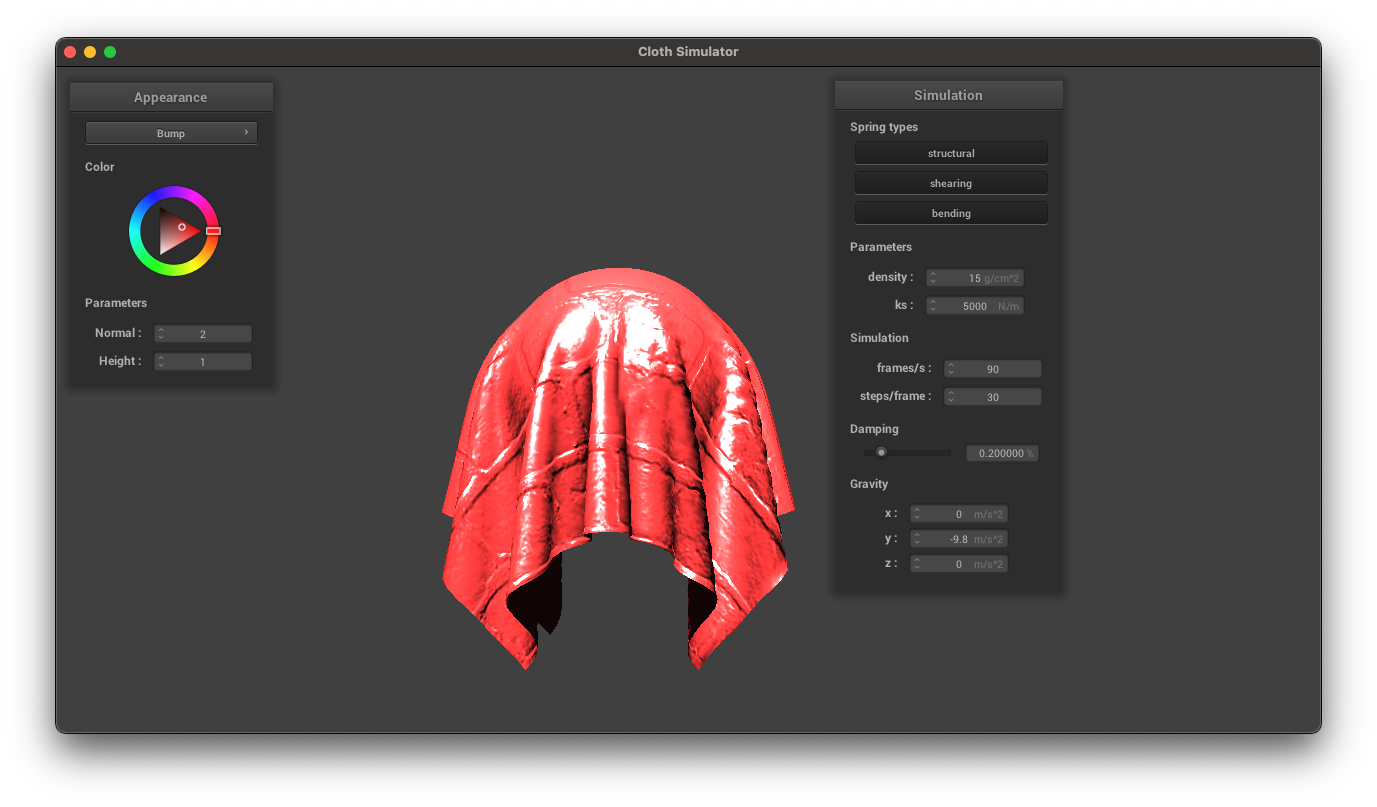 Cloth Simulator
Appearance
Bump
Color
Parameters
Normal : 2
Height : 1
Simulation
Spring types
structural
shearing
bending
Parameters
density : 15 g/cm^2
ks : 5000 N/m
Simulation
frames/s : 90
steps/frame : 30
Damping
0.200000 %
Gravity
x : 0 m/s^2
y : -9.8 m/s^2
z : 0 m/s^2